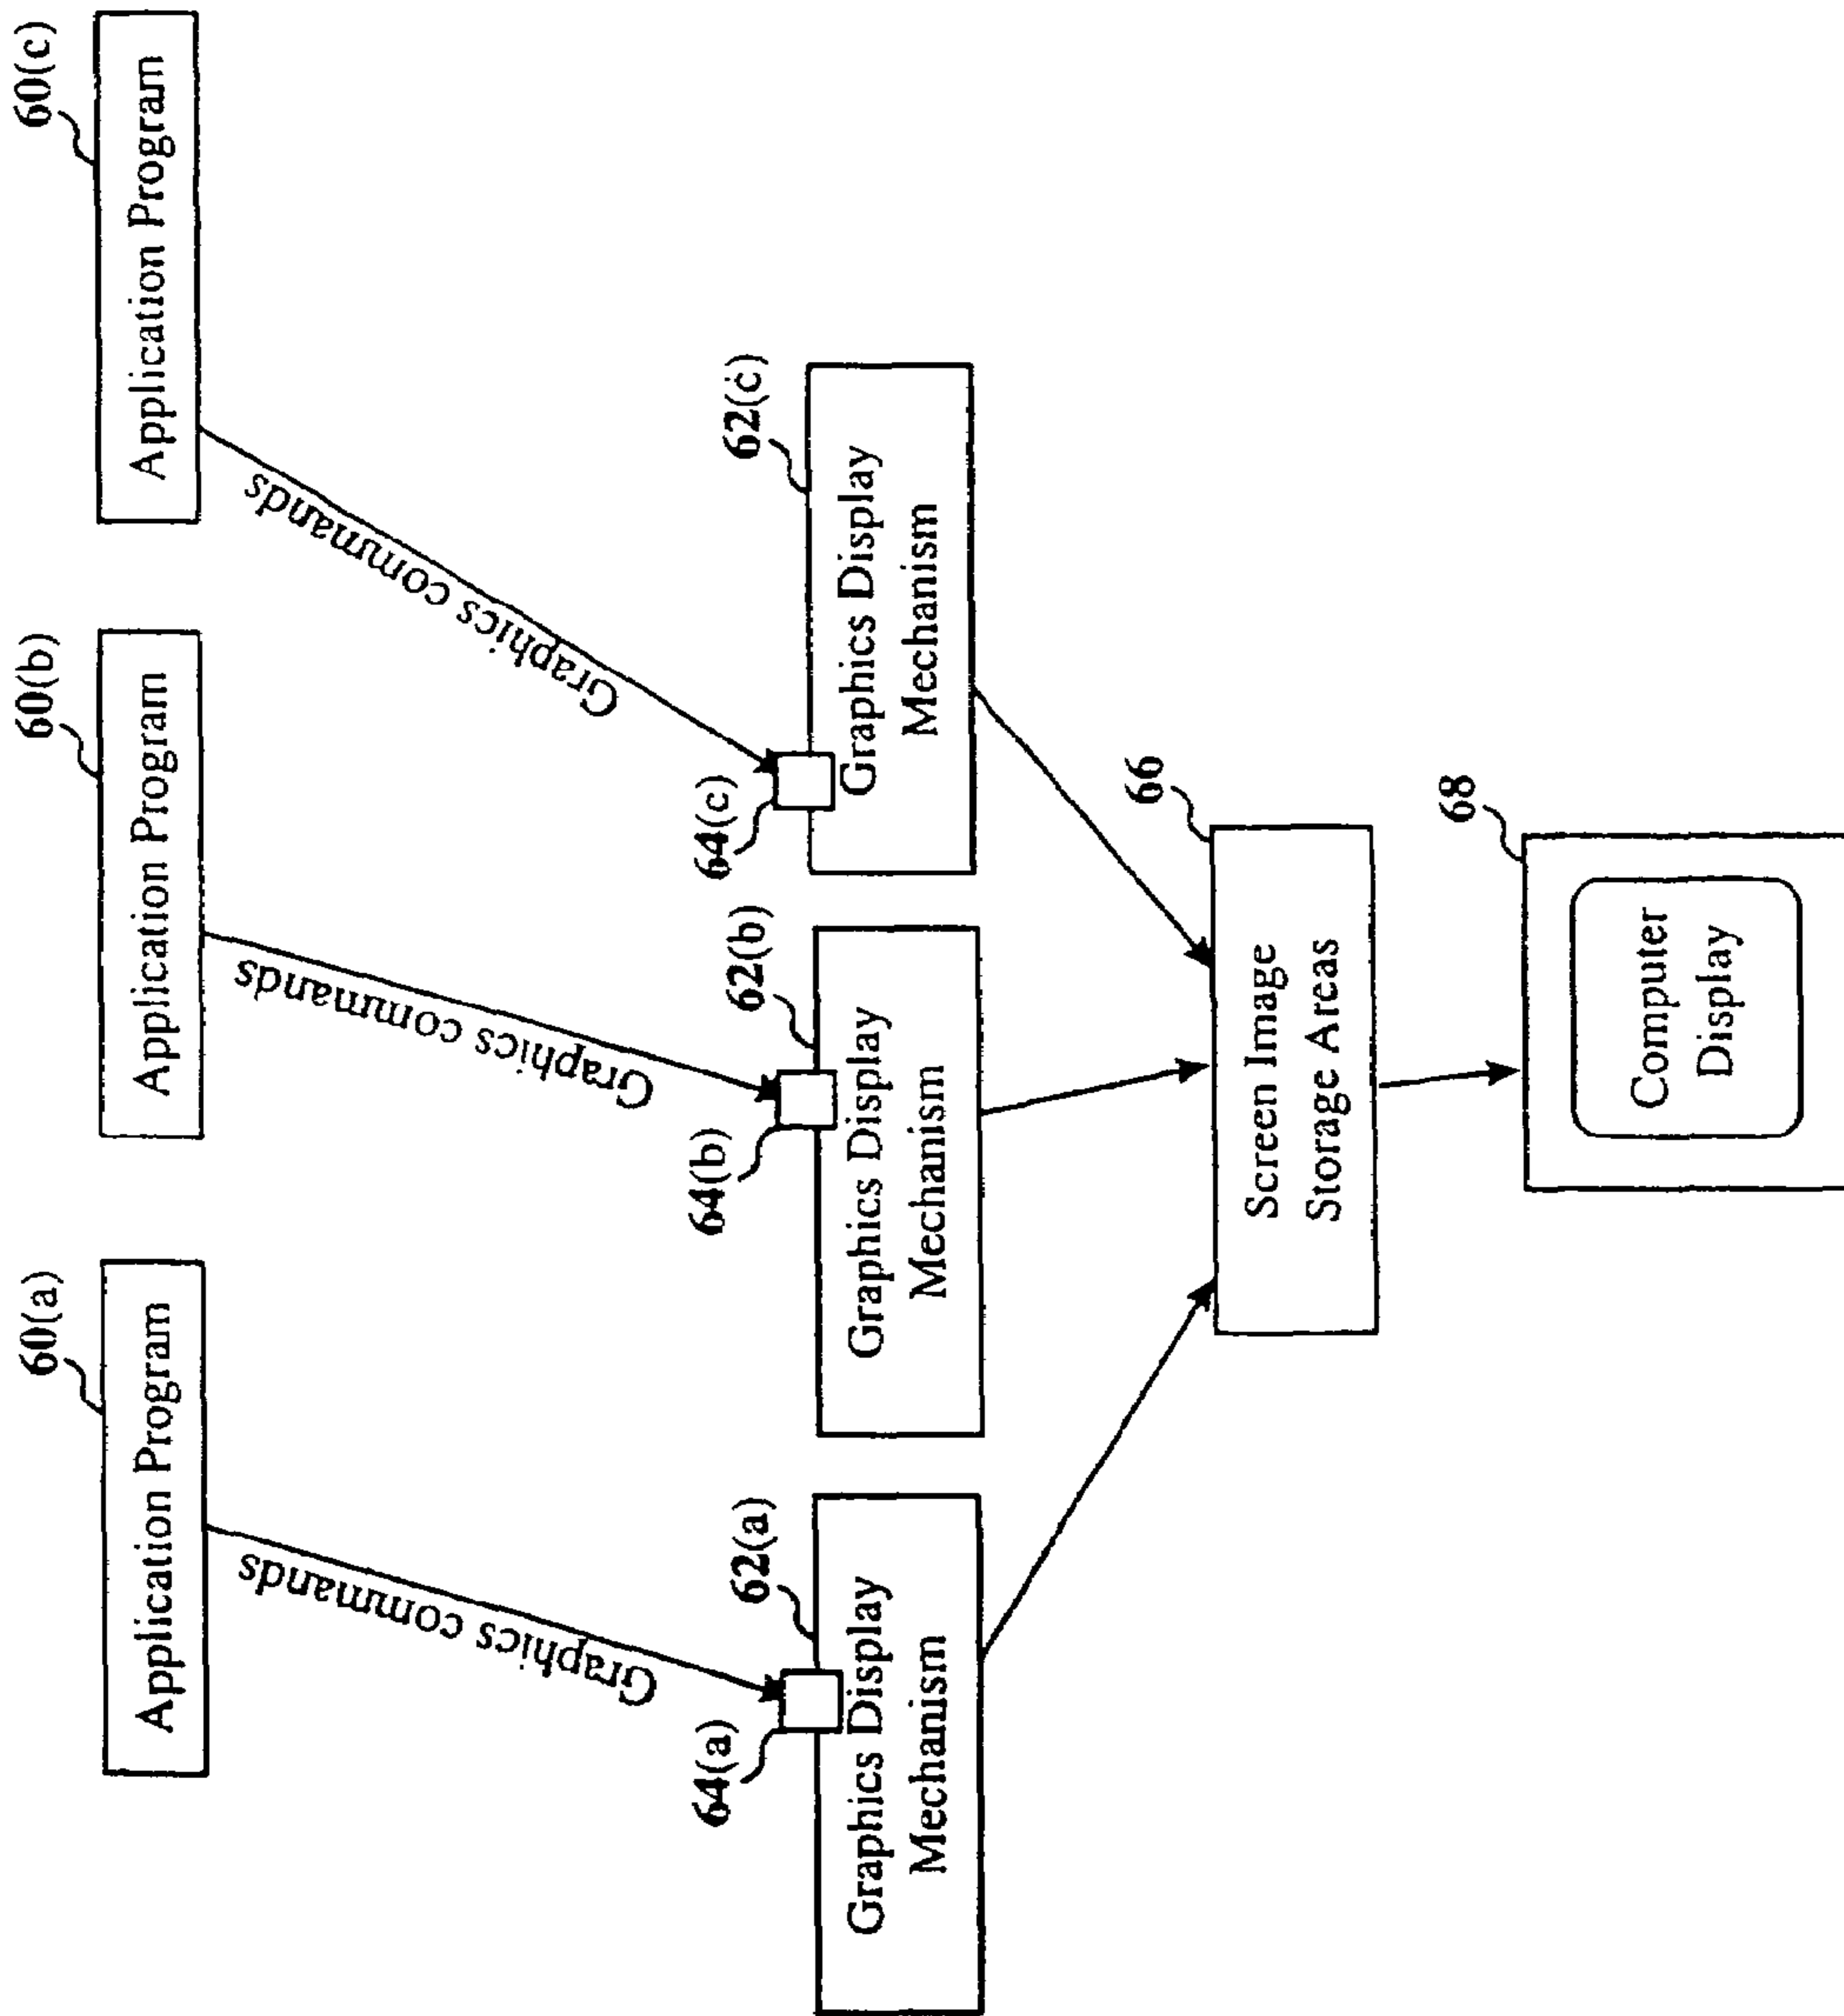 60(a)
Application Program
60(b)
Application Program
60(c)
Application Program
Graphics commands
Graphics commands
Graphics commands
64(a)
62(a)
Graphics Display
Mechanism
64(b)
62(b)
Graphics Display
Mechanism
64(c)
62(c)
Graphics Display
Mechanism
66
Screen Image
Storage Areas
68
Computer
Display